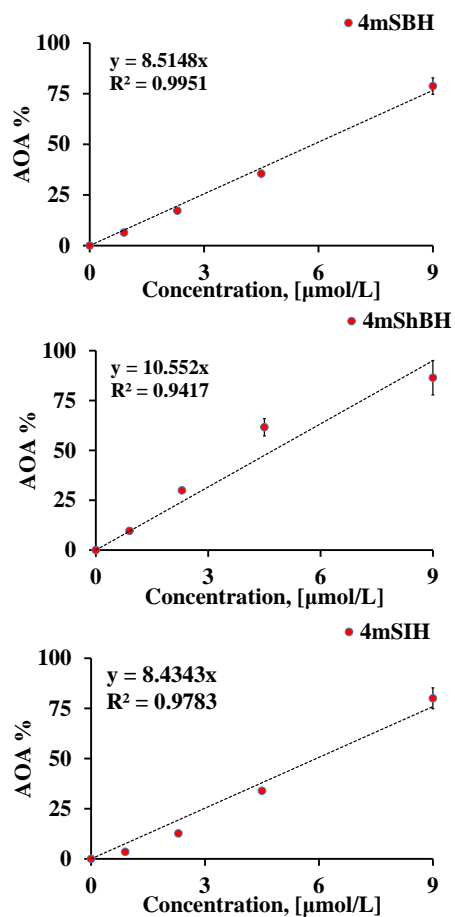 4mSBH
y = 8.5148x
R² = 0.9951
100
75
50
25
0
AOA %
0 3 6 9
Concentration, [µmol/L]
4mShBH
y = 10.552x
R² = 0.9417
100
75
50
25
0
AOA %
0 3 6 9
Concentration, [µmol/L]
4mSIH
y = 8.4343x
R² = 0.9783
100
75
50
25
0
AOA %
0 3 6 9
Concentration, [µmol/L]